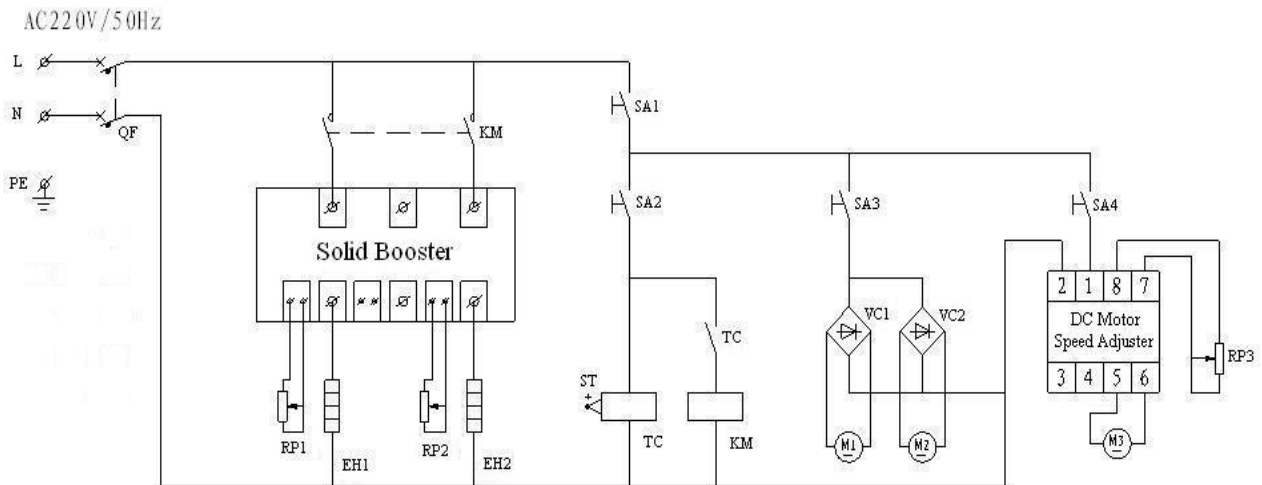 AC220V/50Hz
L
N
QF
PE
KM
SA1
SA2
SA3
SA4
Solid Booster
2 1 8 7
DC Motor
Speed Adjuster
3 4 5 6
VC1
VC2
RP3
TC
ST
+
RP1
EH1
RP2
EH2
TC
KM
M1
M2
M3